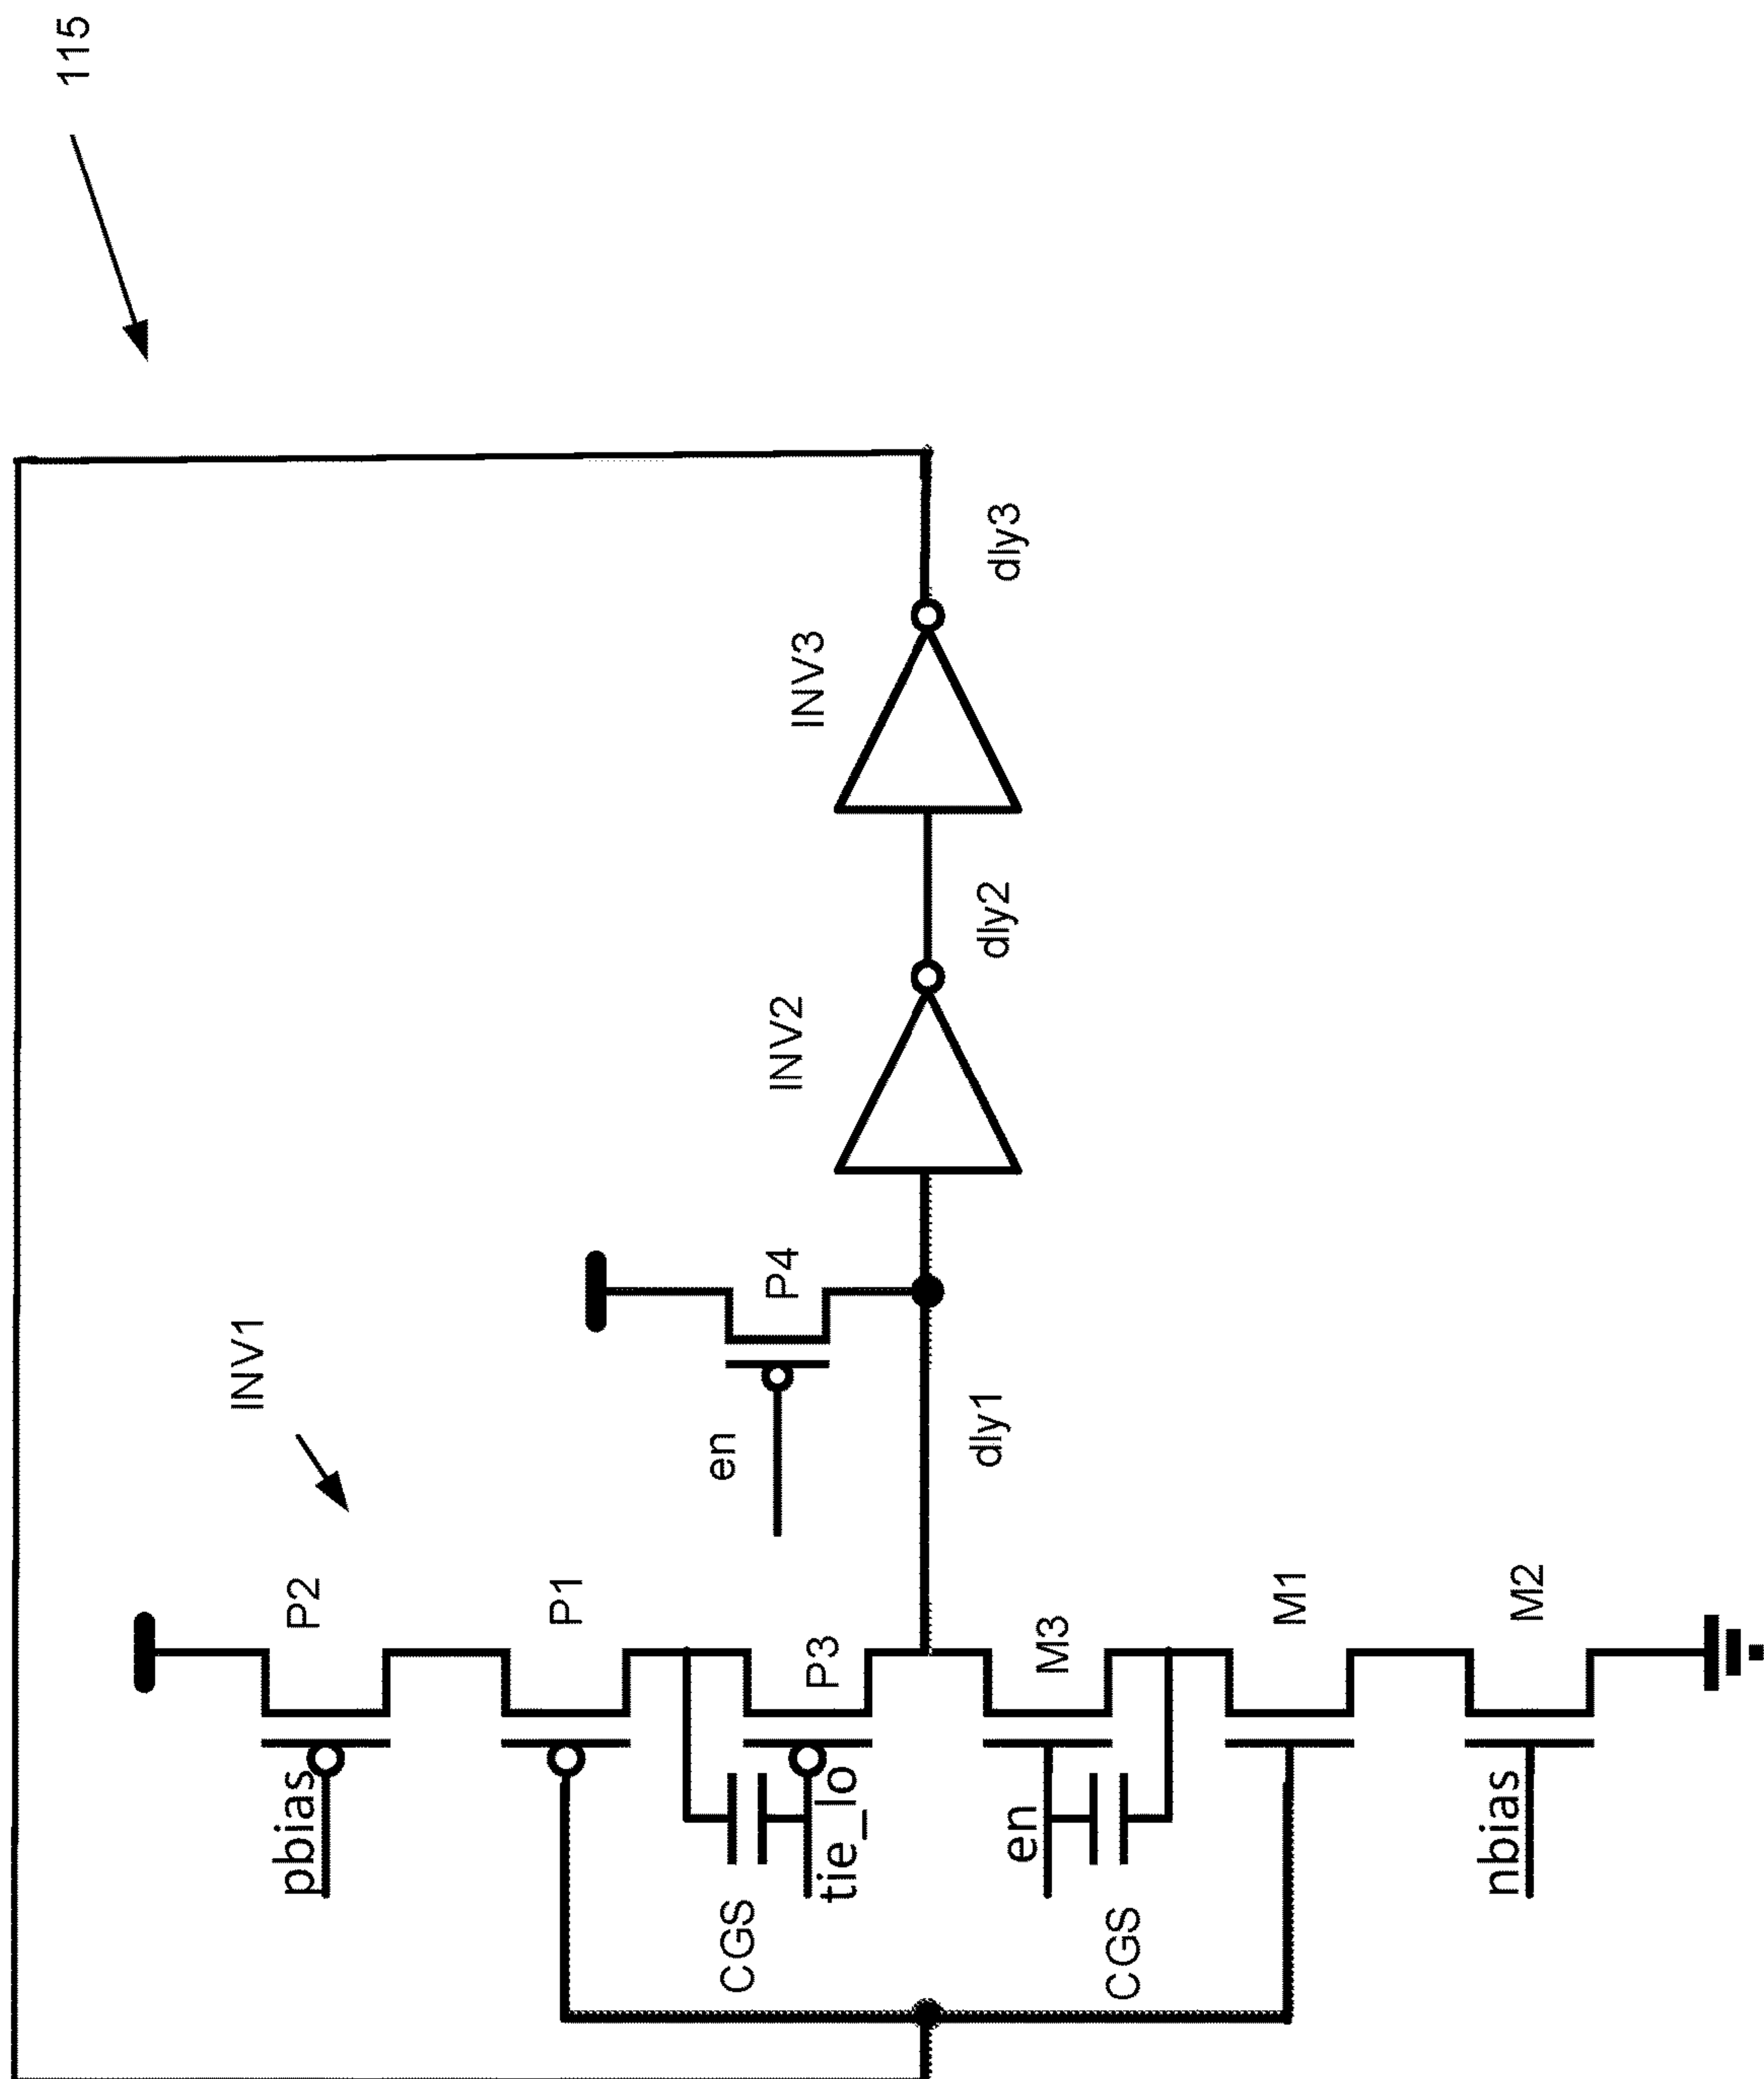 115
INV1
P2
pbias
P1
P3
tie_lo
CGS
en
P4
dly1
INV2
dly2
INV3
dly3
M3
en
CGS
M1
M2
nbias